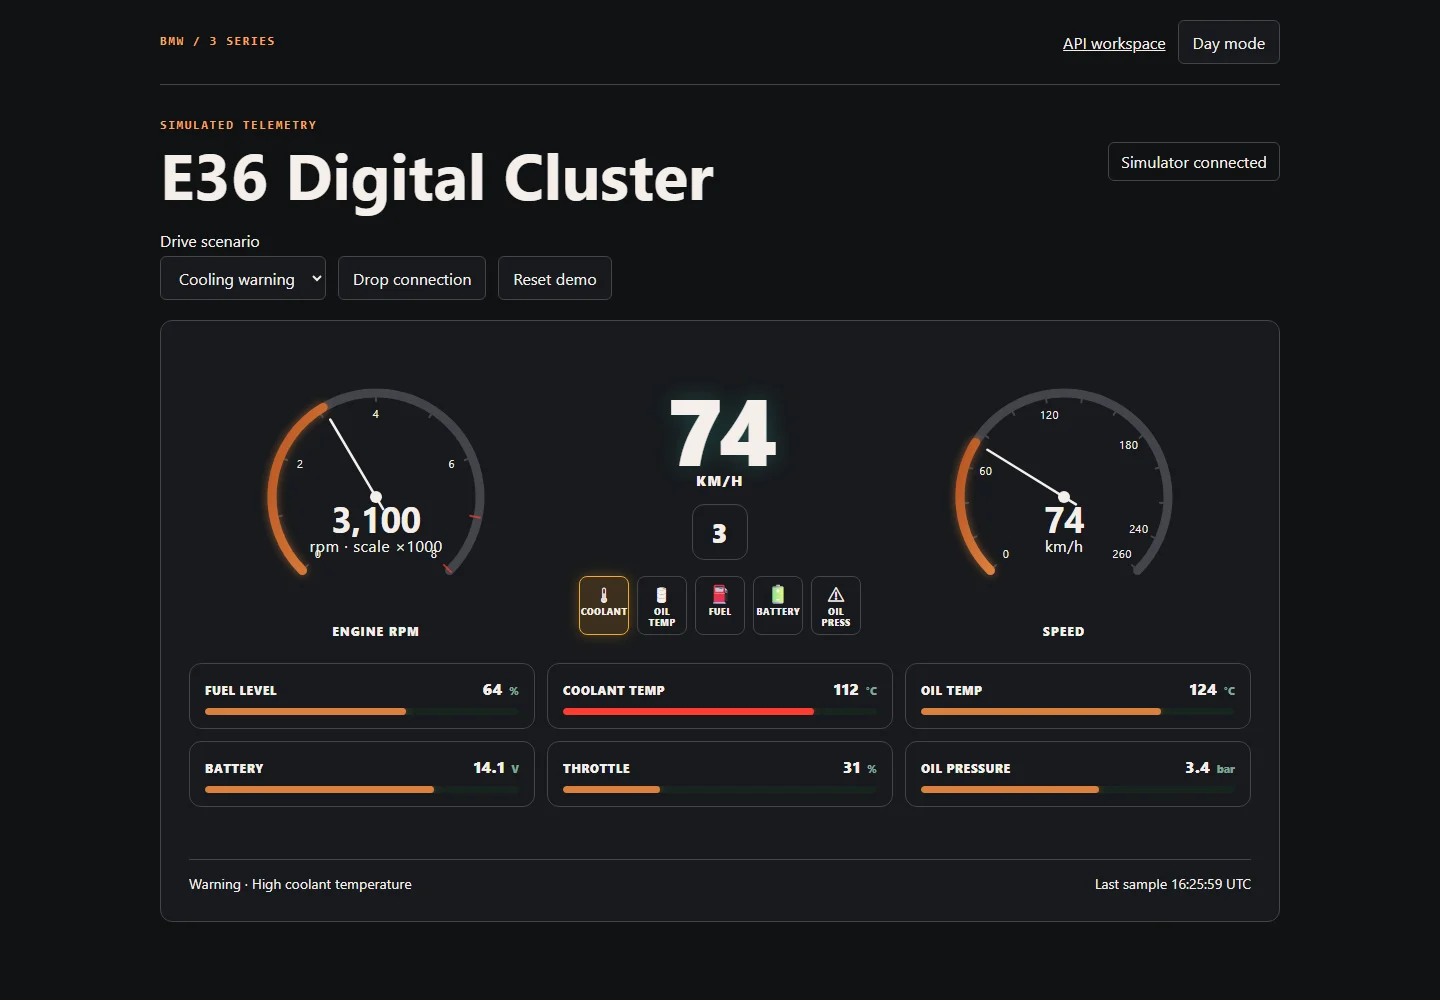 BMW / 3 SERIES
API workspace
Day mode
SIMULATED TELEMETRY
E36 Digital Cluster
Simulator connected
Drive scenario
Cooling warning
Drop connection
Reset demo
0
2
4
6
8
3,100
rpm · scale ×1000
ENGINE RPM
74
KM/H
3
COOLANT
OIL
TEMP
FUEL
BATTERY
OIL
PRESS
0
60
120
180
240
260
74
km/h
SPEED
FUEL LEVEL 64 %
COOLANT TEMP 112 °C
OIL TEMP 124 °C
BATTERY 14.1 V
THROTTLE 31 %
OIL PRESSURE 3.4 bar
Warning · High coolant temperature
Last sample 16:25:59 UTC